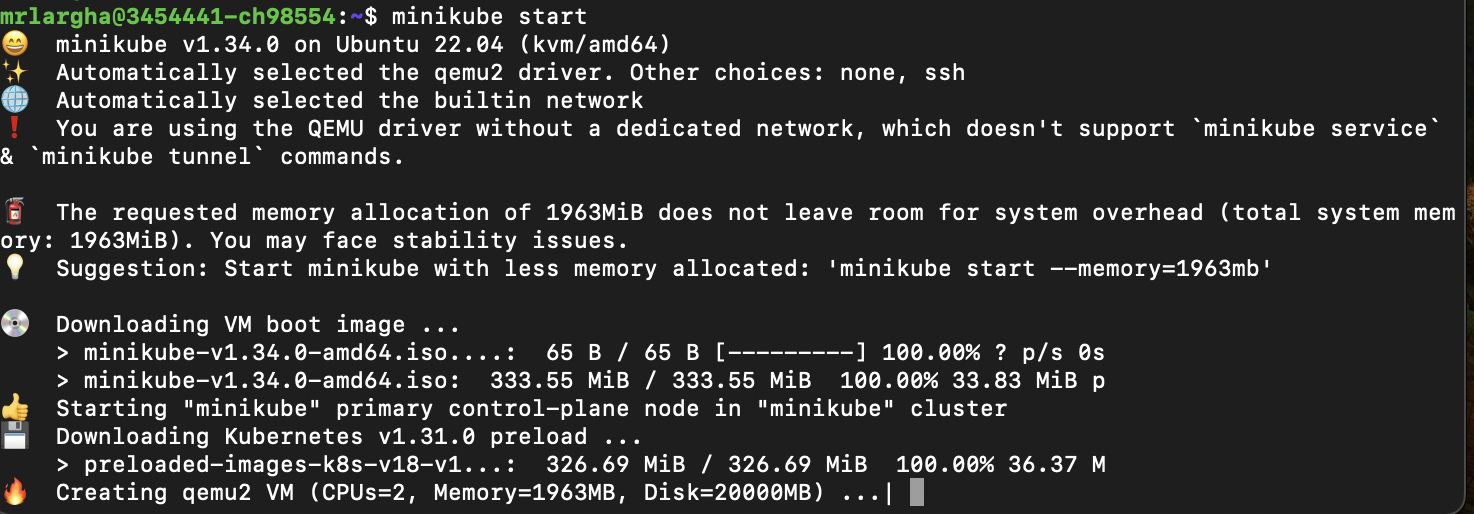 mrlargha@3454441-ch98554:~$ minikube start
😄  minikube v1.34.0 on Ubuntu 22.04 (kvm/amd64)
✨  Automatically selected the qemu2 driver. Other choices: none, ssh
🌐  Automatically selected the builtin network
❗  You are using the QEMU driver without a dedicated network, which doesn't support `minikube service`
& `minikube tunnel` commands.
🧯  The requested memory allocation of 1963MiB does not leave room for system overhead (total system mem
ory: 1963MiB). You may face stability issues.
💡  Suggestion: Start minikube with less memory allocated: 'minikube start --memory=1963mb'
💿  Downloading VM boot image ...
    > minikube-v1.34.0-amd64.iso....:  65 B / 65 B [---------] 100.00% ? p/s 0s
    > minikube-v1.34.0-amd64.iso:  333.55 MiB / 333.55 MiB  100.00% 33.83 MiB p
👍  Starting "minikube" primary control-plane node in "minikube" cluster
💾  Downloading Kubernetes v1.31.0 preload ...
    > preloaded-images-k8s-v18-v1...:  326.69 MiB / 326.69 MiB  100.00% 36.37 M
🔥  Creating qemu2 VM (CPUs=2, Memory=1963MB, Disk=20000MB) ...|